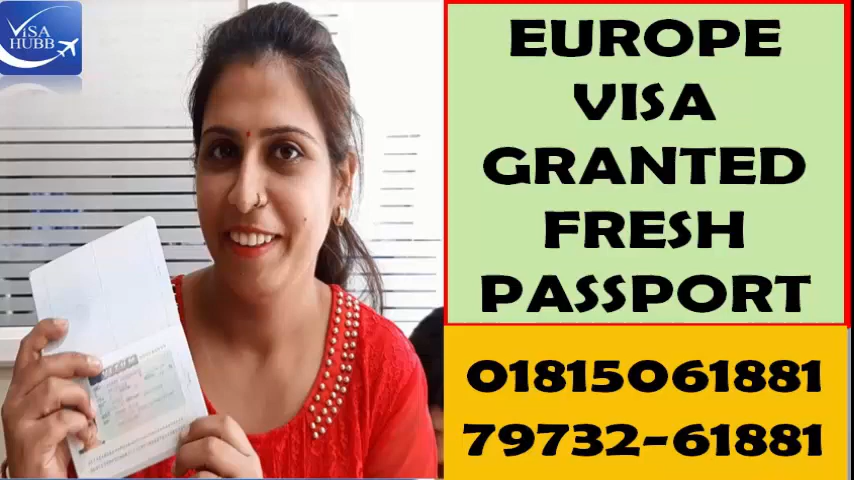 VISA
HUBB
EUROPE
VISA
GRANTED
FRESH
PASSPORT
01815061881
79732-61881